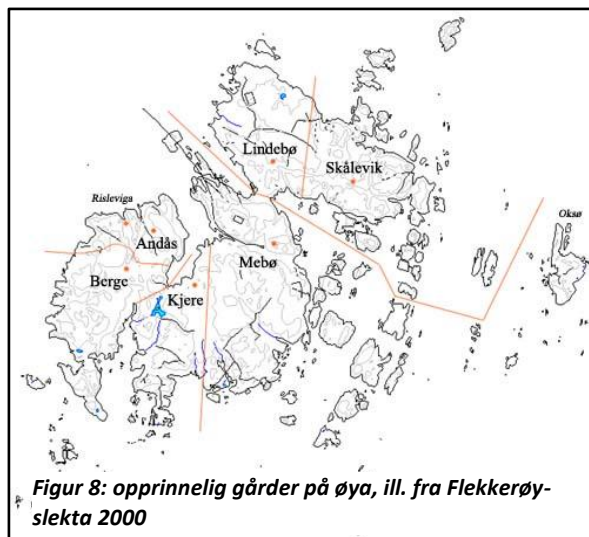 Lindebø
Skålevik
Risleviga
Oksø
Andås
Mebø
Berge
Kjere
Figur 8: opprinnelig gårder på øya, ill. fra Flekkerøy-
slekta 2000